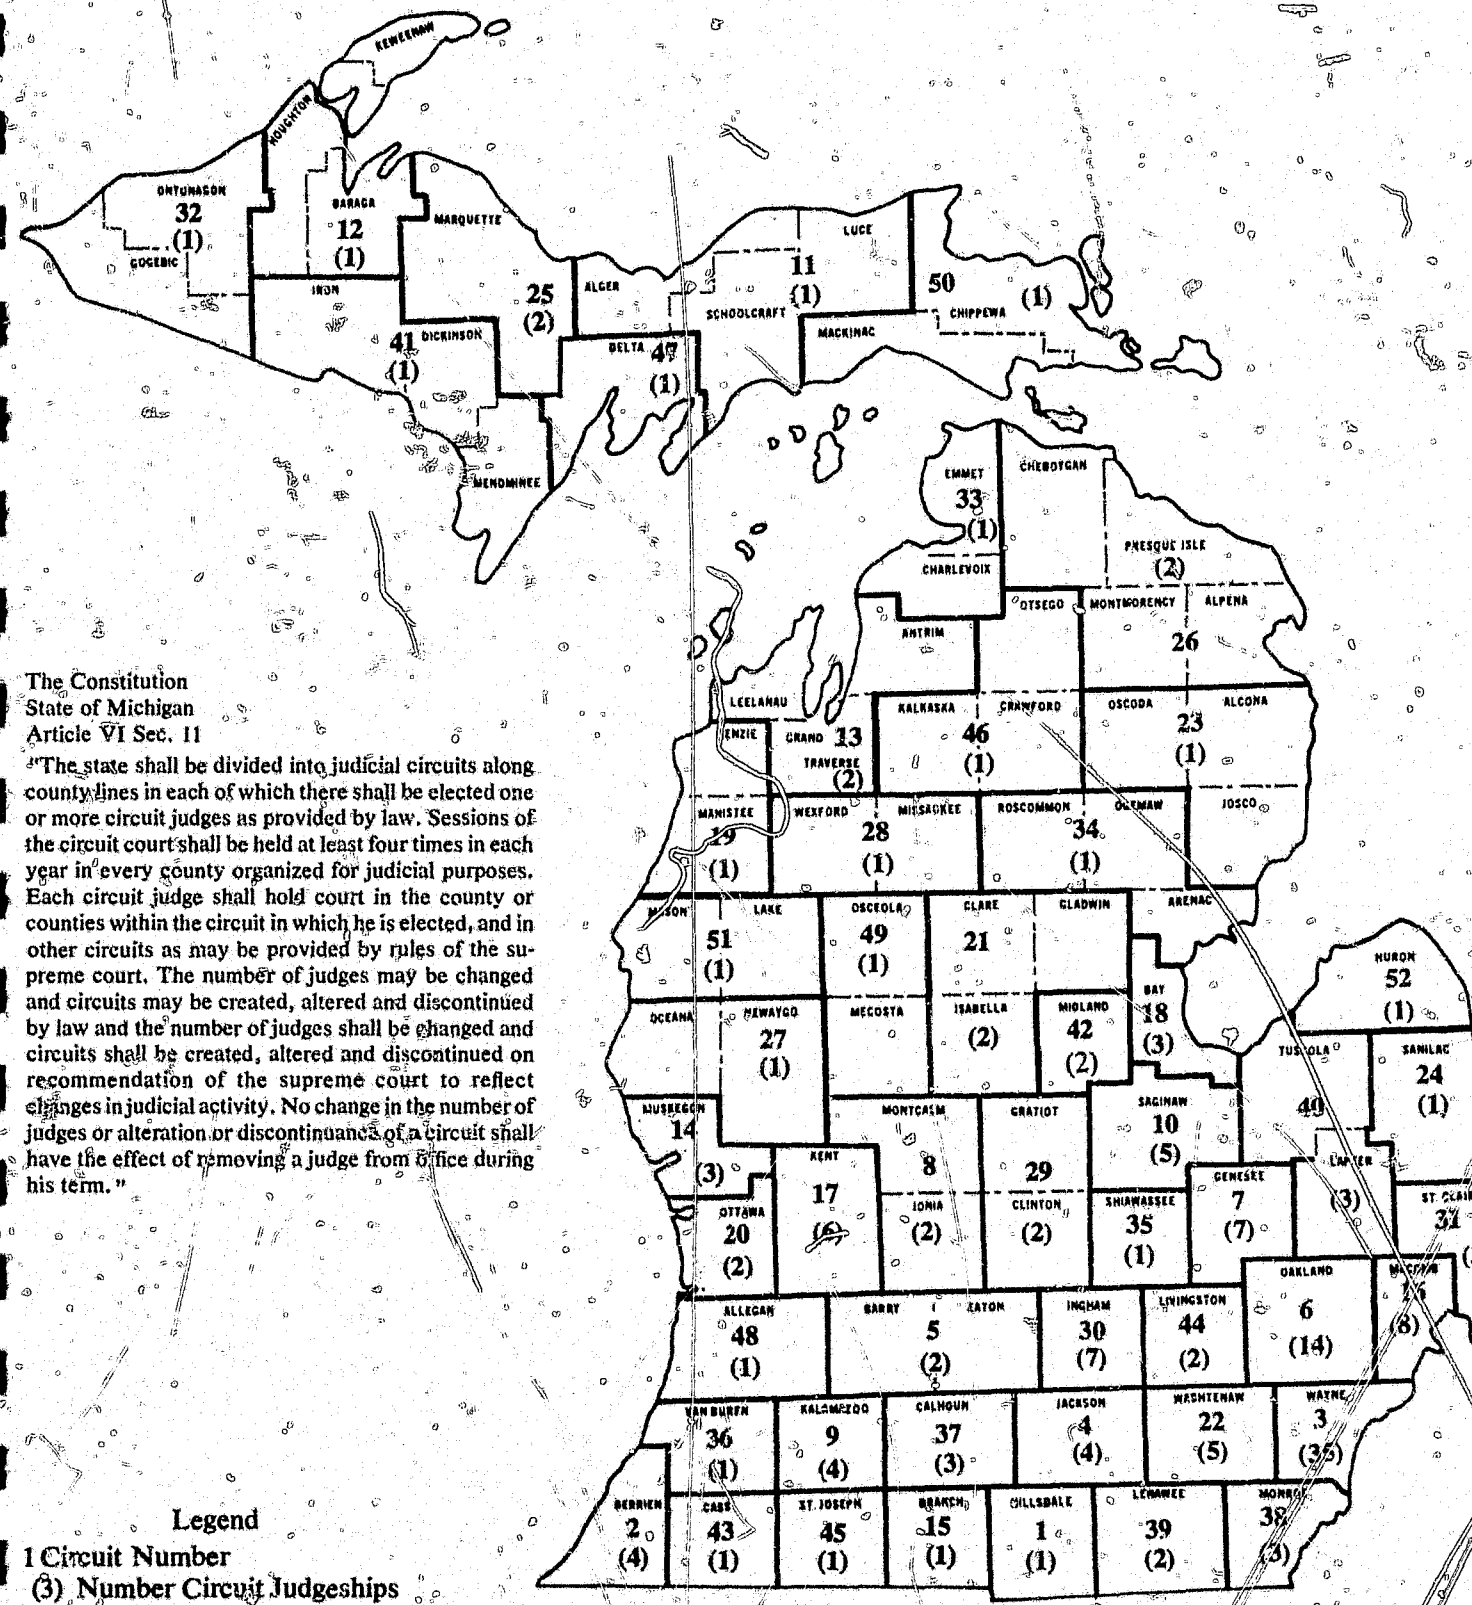 KEWEENAW
HOUGHTON
ONTONAGON
32
(1)
GOGEBIC
BARAGA
12
(1)
MARQUETTE
LUCE
IRON
25
(2)
ALGER
11
(1)
SCHOOLCRAFT
50
(1)
CHIPPEWA
MACKINAC
41
(1)
DICKINSON
DELTA 47
(1)
MENOMINEE
EMMET
33
(1)
CHEBOYGAN
CHARLEVOIX
PRESQUE ISLE
(2)
OTSEGO
MONTMORENCY
ALPENA
ANTRIM
26
The Constitution
State of Michigan
Article VI Sec. 11
"The state shall be divided into judicial circuits along
county lines in each of which there shall be elected one
or more circuit judges as provided by law. Sessions of
the circuit court shall be held at least four times in each
year in every county organized for judicial purposes.
Each circuit judge shall hold court in the county or
counties within the circuit in which he is elected, and in
other circuits as may be provided by rules of the su-
preme court. The number of judges may be changed
and circuits may be created, altered and discontinued
by law and the number of judges shall be changed and
circuits shall be created, altered and discontinued on
recommendation of the supreme court to reflect
changes in judicial activity. No change in the number of
judges or alteration or discontinuance of a circuit shall
have the effect of removing a judge from office during
his term."
LEELANAU
KALKASKA
CRAWFORD
OSCODA
ALCONA
GRAND 13
TRAVERSE
(2)
46
(1)
23
(1)
MANISTEE
19
(1)
WEXFORD
MISSAUKEE
28
(1)
ROSCOMMON
OGEMAW
34
(1)
IOSCO
MASON
LAKE
51
(1)
OSCEOLA
49
(1)
CLARE
GLADWIN
21
ARENAC
HURON
52
(1)
OCEANA
NEWAYGO
27
(1)
MECOSTA
ISABELLA
(2)
MIDLAND
42
(2)
BAY
18
(3)
TUSCOLA
40
SANILAC
24
(1)
MUSKEGON
14
(3)
MONTCALM
8
GRATIOT
29
SAGINAW
10
(5)
KENT
17
(6)
IONIA
(2)
CLINTON
(2)
SHIAWASSEE
35
(1)
GENESEE
7
(7)
LAPEER
(3)
ST. CLAIR
31
OTTAWA
20
(2)
ALLEGAN
48
(1)
BARRY
EATON
5
(2)
INGHAM
30
(7)
LIVINGSTON
44
(2)
OAKLAND
6
(14)
MACOMB
16
(8)
VAN BUREN
36
(1)
KALAMAZOO
9
(4)
CALHOUN
37
(3)
JACKSON
4
(4)
WASHTENAW
22
(5)
WAYNE
3
(35)
BERRIEN
2
(4)
CASS
43
(1)
ST. JOSEPH
45
(1)
BRANCH
15
(1)
HILLSDALE
1
(1)
LENAWEE
39
(2)
MONROE
38
(3)
Legend
1 Circuit Number
(3) Number Circuit Judgeships